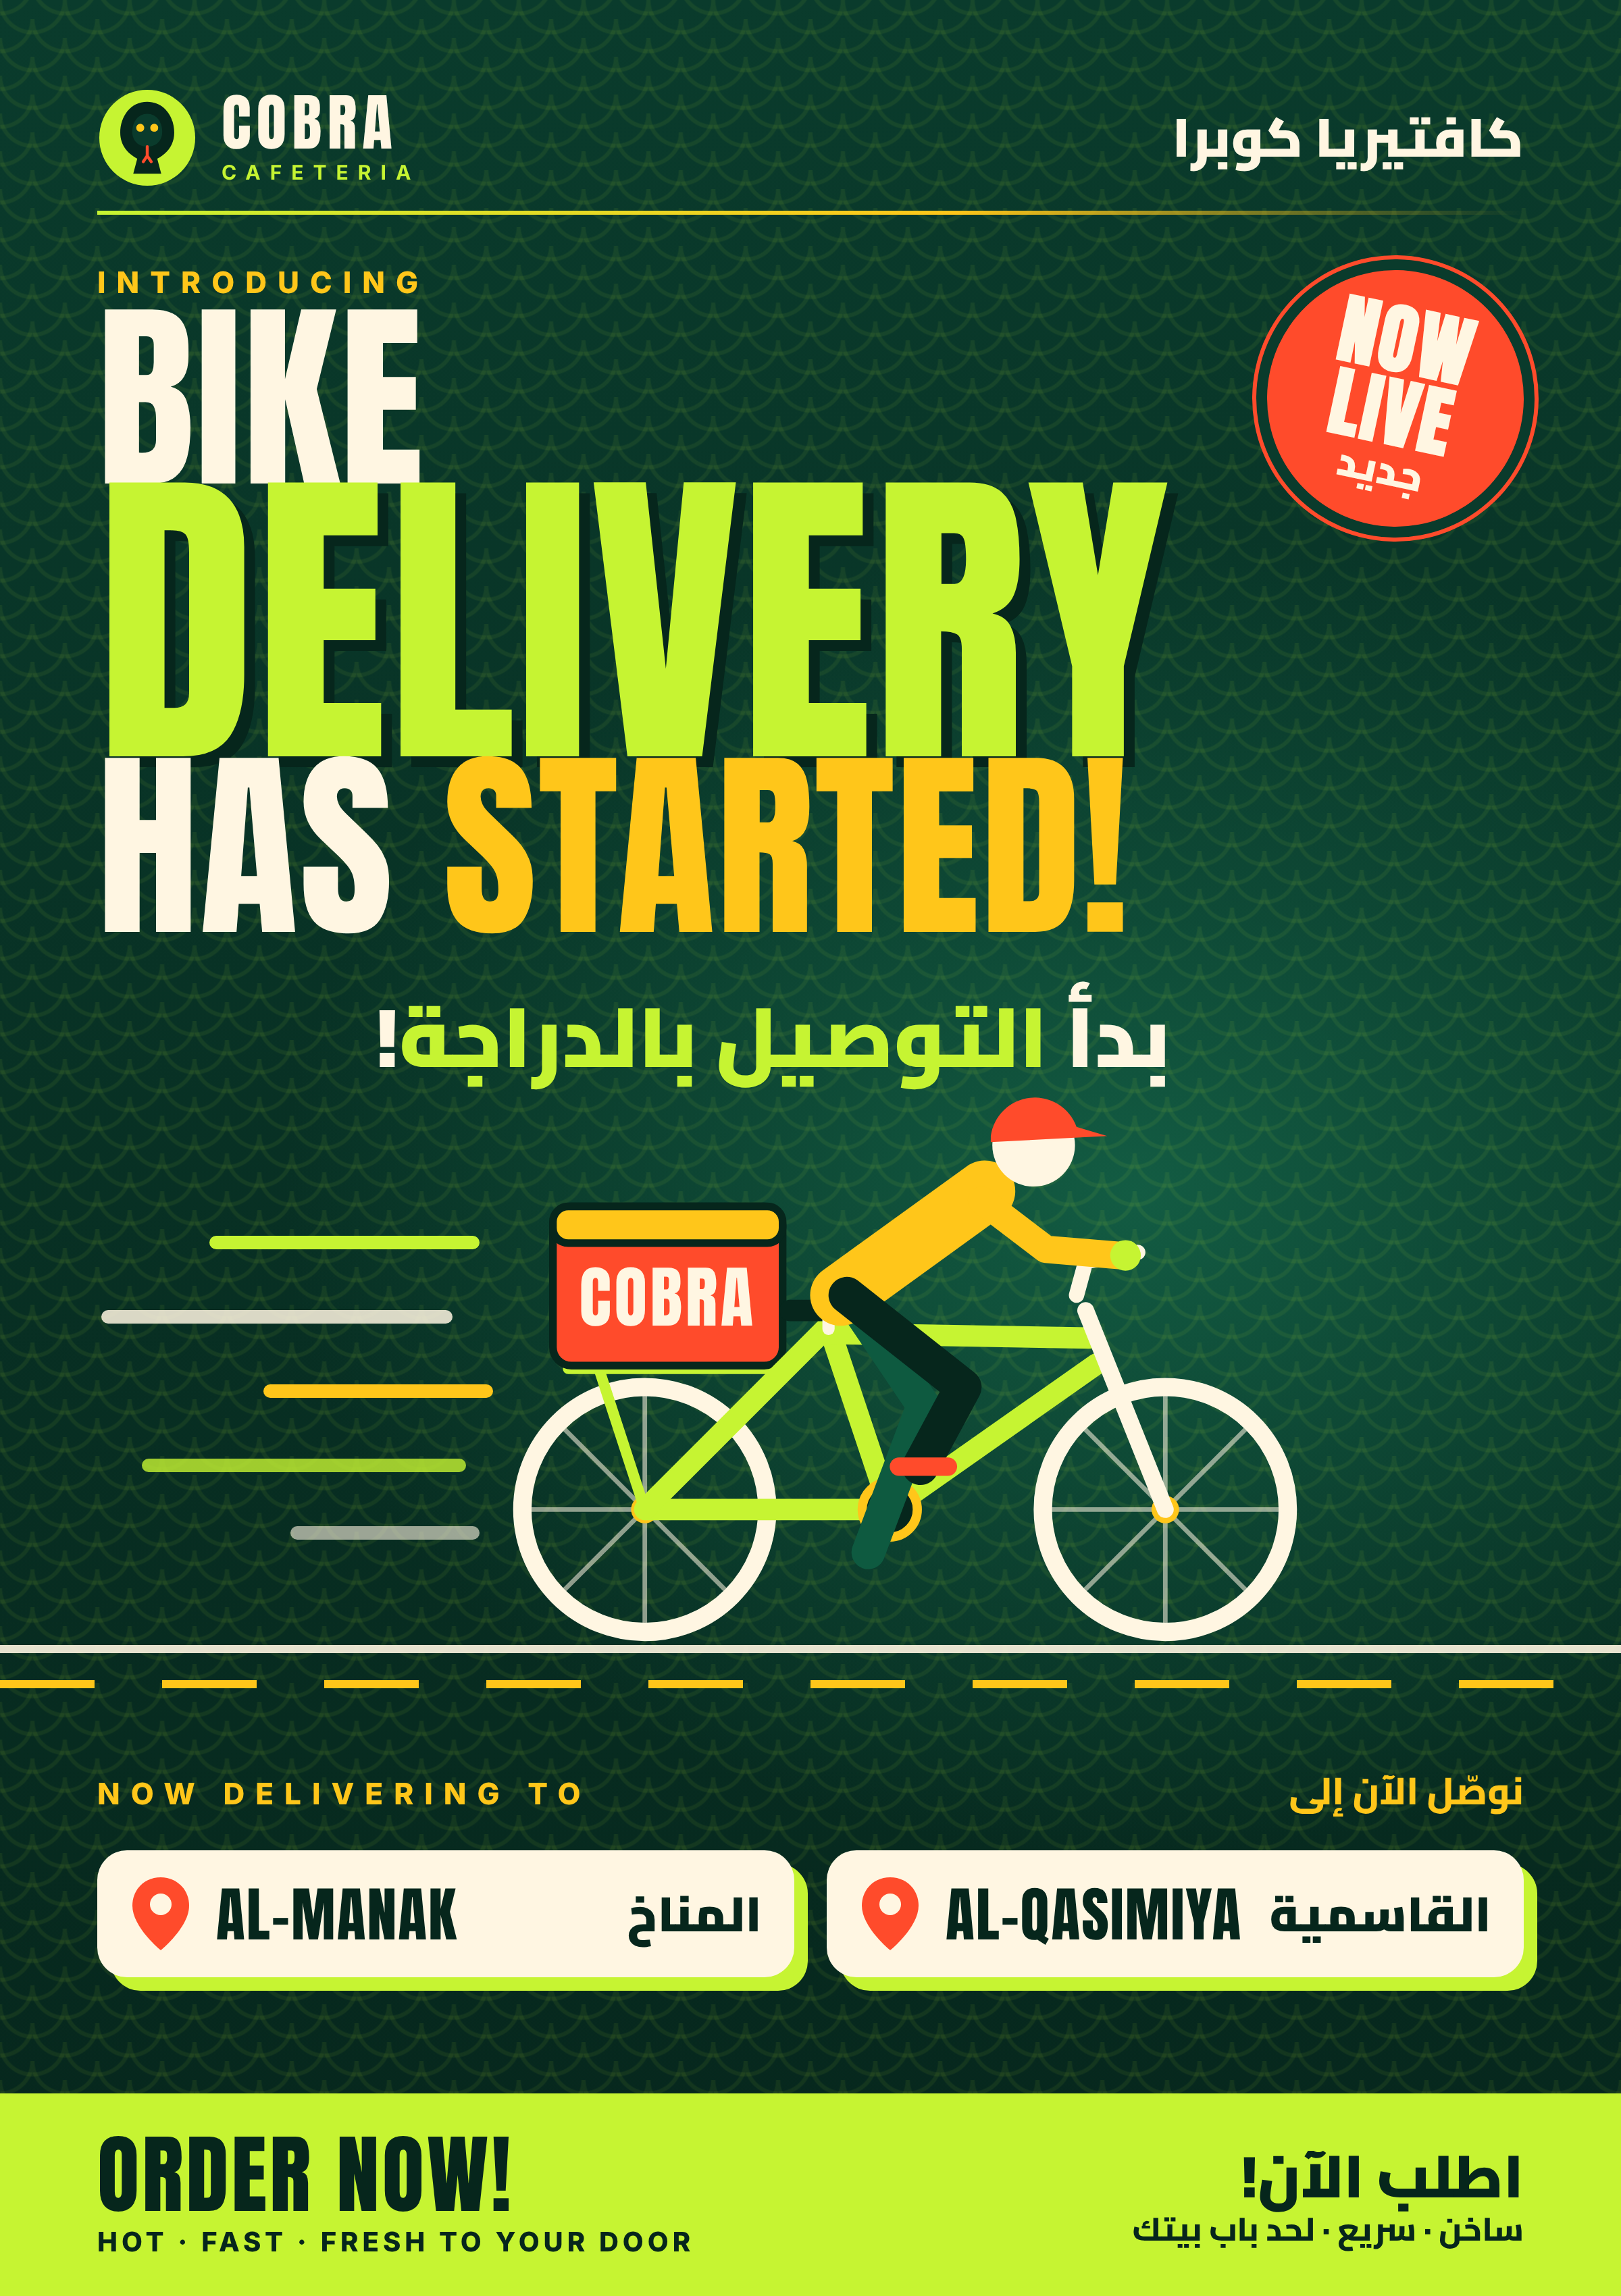 COBRA
CAFETERIA
كافتيريا كوبرا
INTRODUCING
BIKE
DELIVERY
HAS STARTED!
NOW
LIVE
جديد
بدأ التوصيل بالدراجة!
COBRA
NOW DELIVERING TO
نوصّل الآن إلى
AL-MANAK
المناخ
AL-QASIMIYA
القاسمية
ORDER NOW!
HOT · FAST · FRESH TO YOUR DOOR
اطلب الآن!
ساخن · سريع · لحد باب بيتك